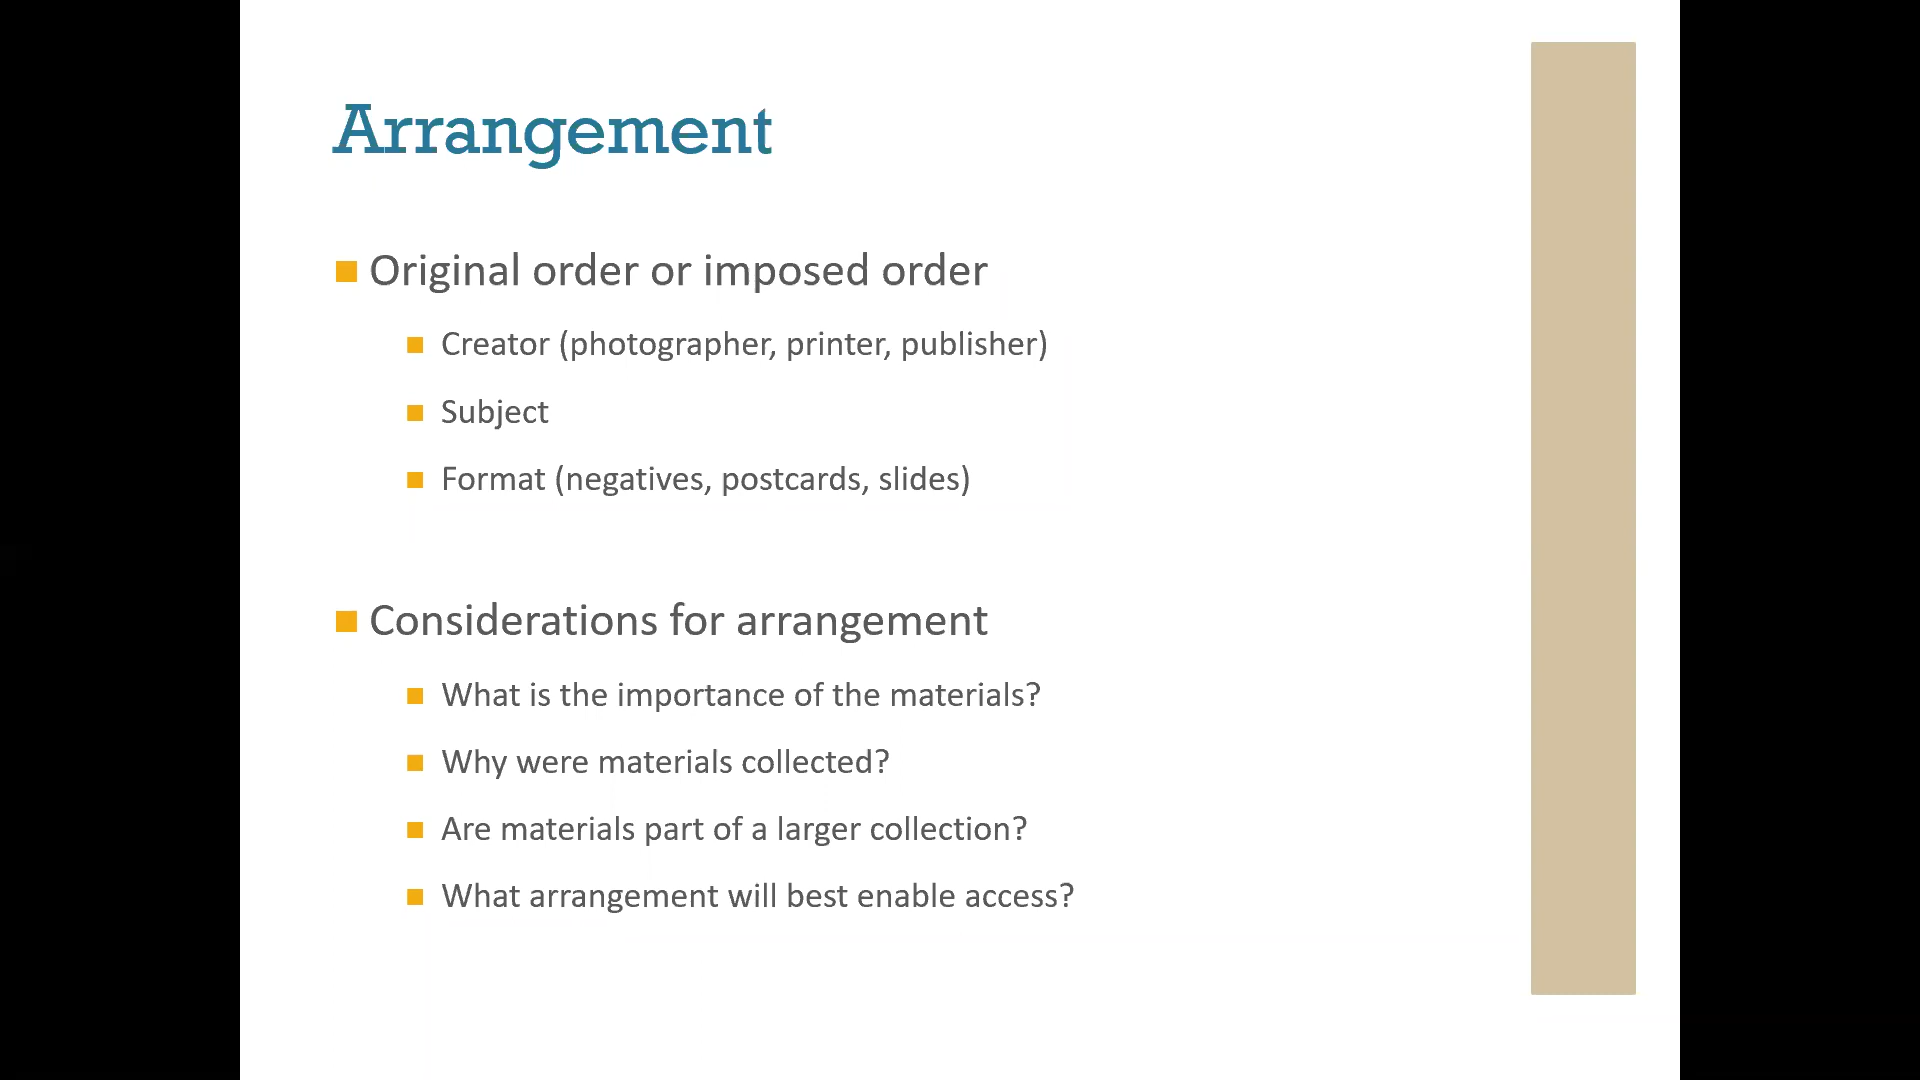 Arrangement
Original order or imposed order
Creator (photographer, printer, publisher)
Subject
Format (negatives, postcards, slides)
Considerations for arrangement
What is the importance of the materials?
Why were materials collected?
Are materials part of a larger collection?
What arrangement will best enable access?